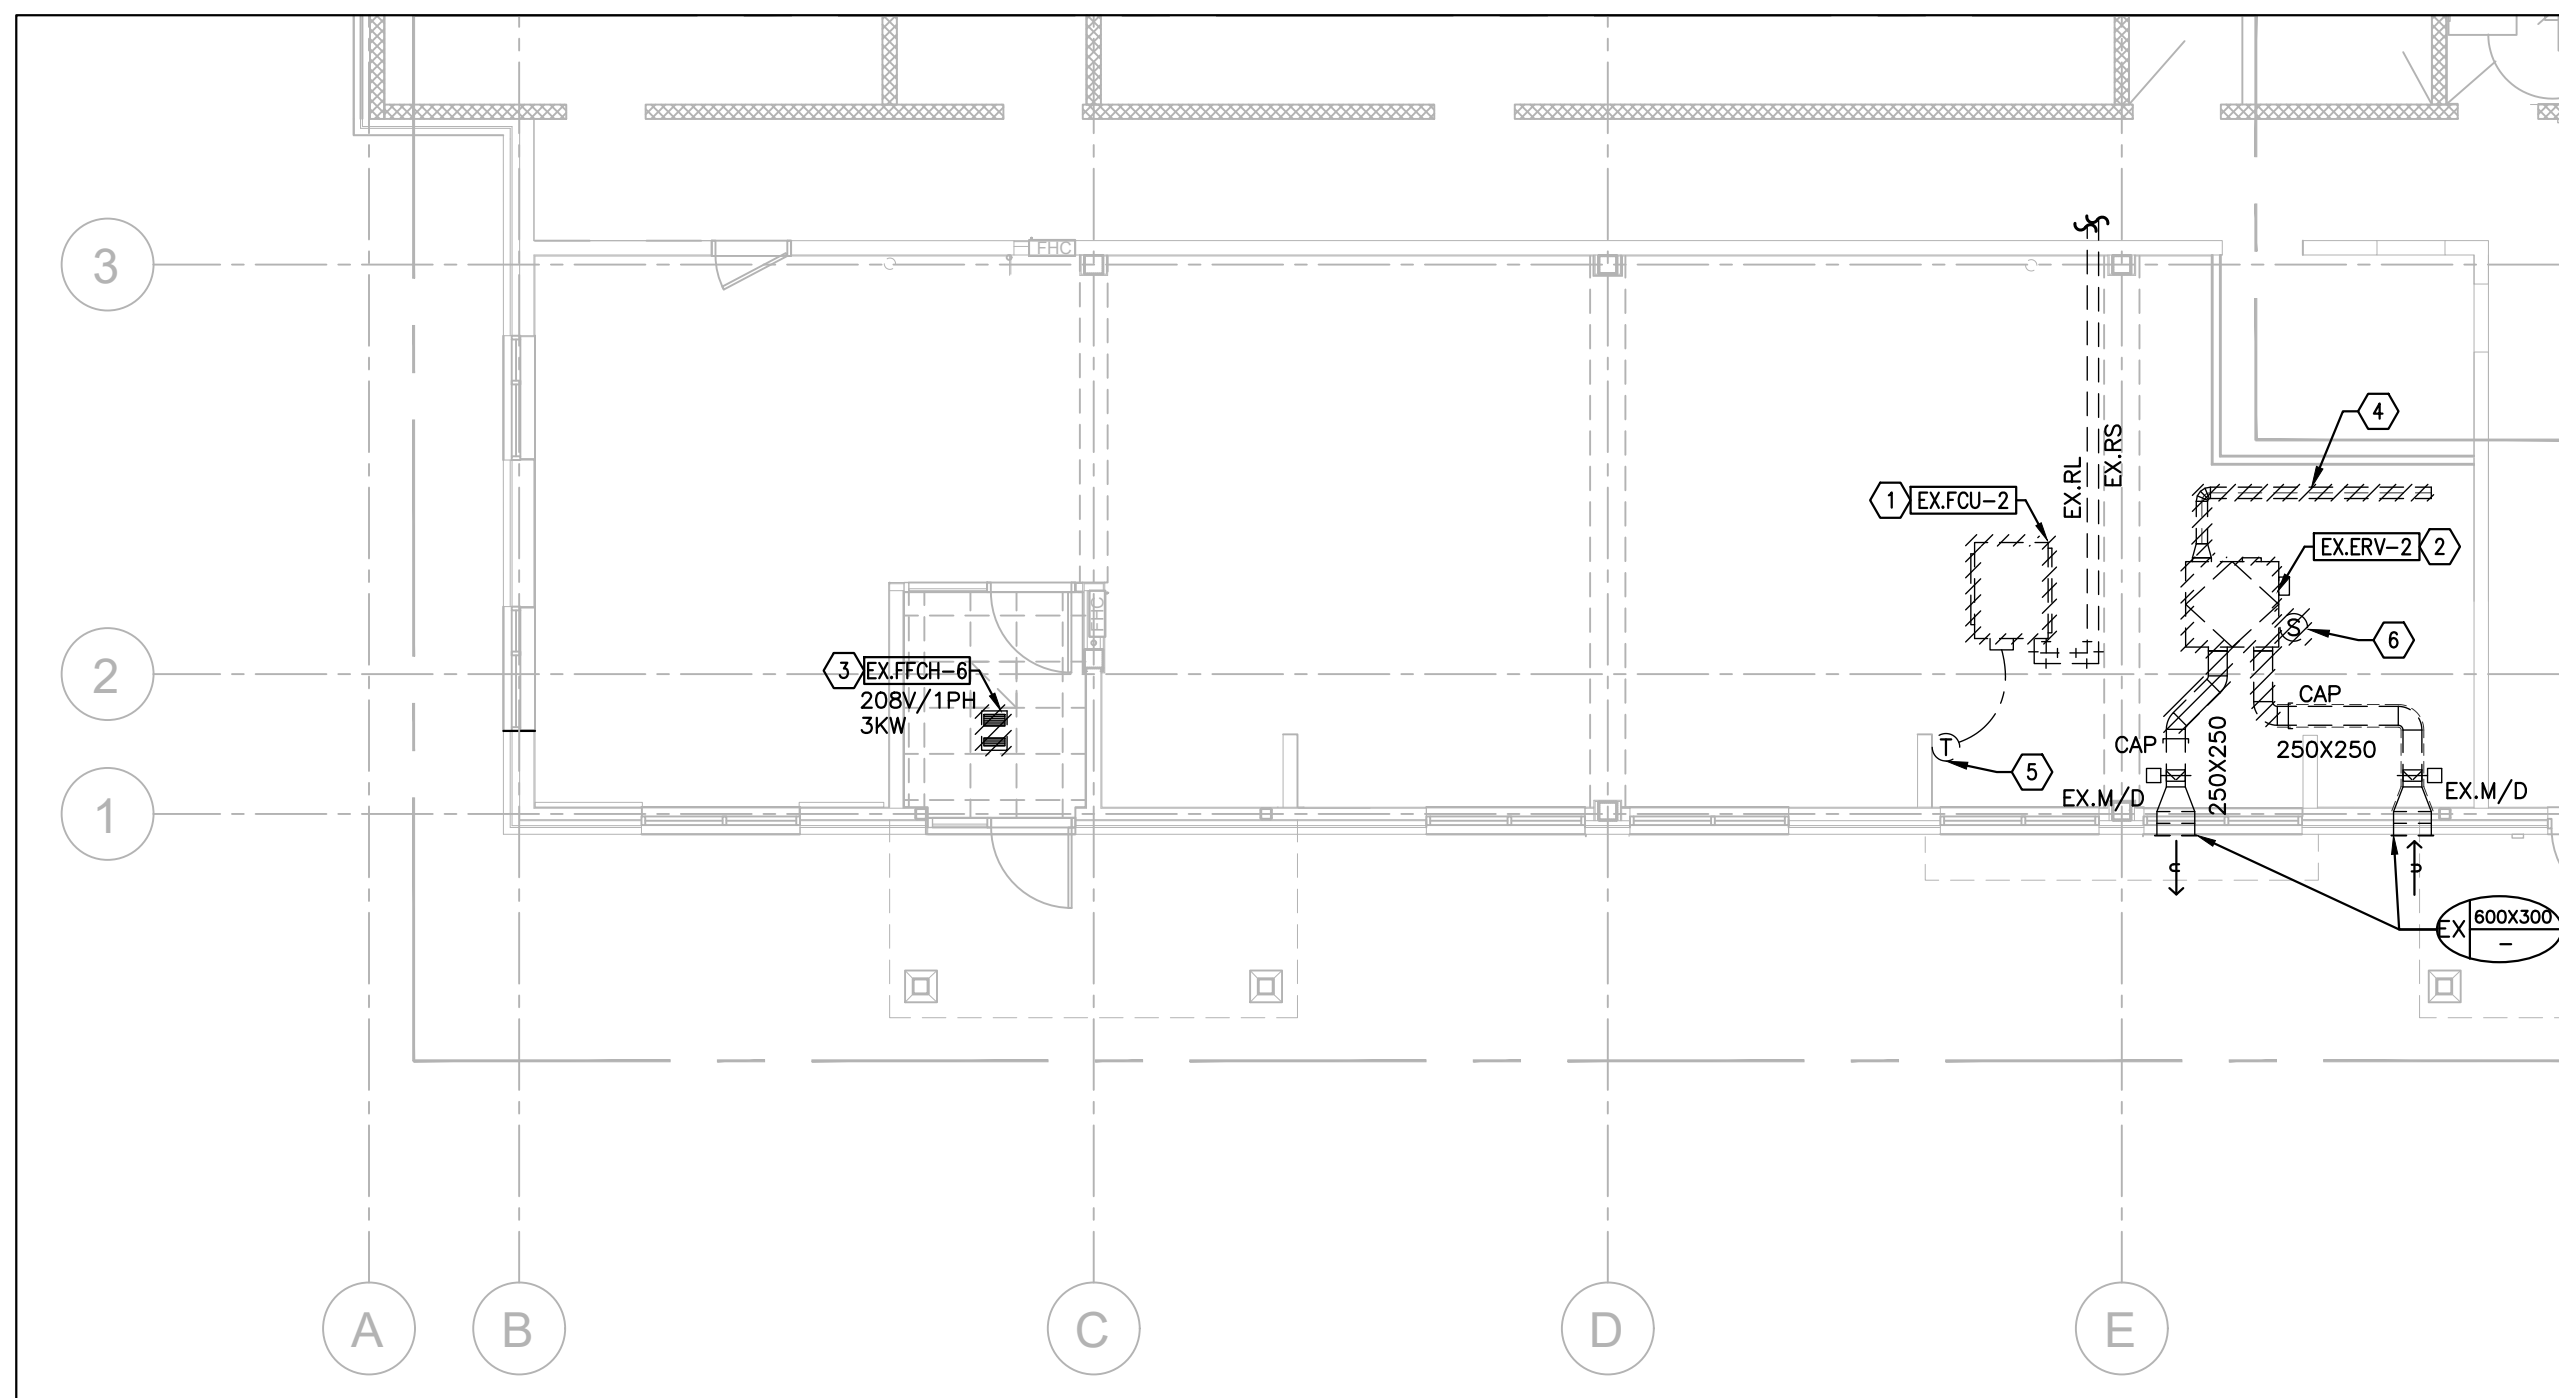 3
FHC
4
EX.RL
EX.RS
1
EX.FCU-2
EX.ERV-2
2
FHC
S
6
2
3
EX.FFCH-6
208V/1PH
3KW
CAP
CAP
250X250
250X250
T
5
1
EX.M/D
EX.M/D
EX
600X300
-
A
B
C
D
E